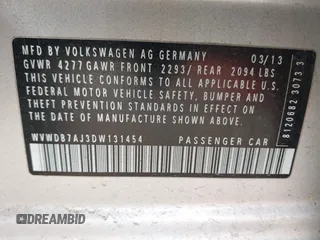 MFD BY VOLKSWAGEN AG GERMANY 03/13
GVWR 4277 GAWR FRONT 2293/ REAR 2094 LBS
THIS VEHICLE CONFORMS TO ALL APPLICABLE U.S.
FEDERAL MOTOR VEHICLE SAFETY, BUMPER AND
THEFT PREVENTION STANDARDS IN EFFECT ON THE
DATE OF MANUFACTURE SHOWN ABOVE
WVWDB7AJ3DW131454 PASSENGER CAR
8120682 3073 3
DREAMBID